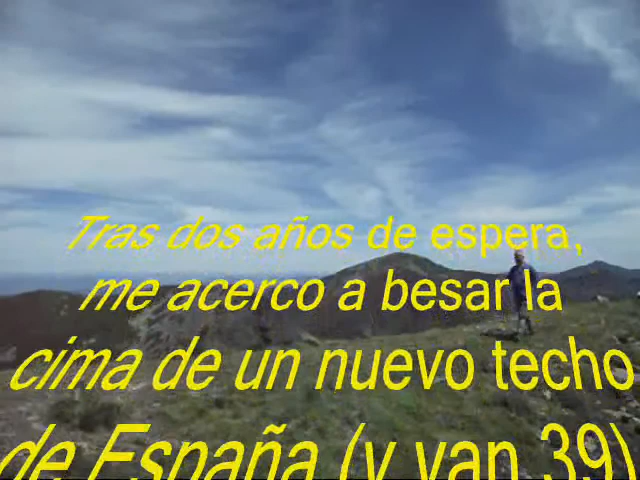 Tras dos años de espera,
me acerco a besar la
cima de un nuevo techo
de España (y van 39)